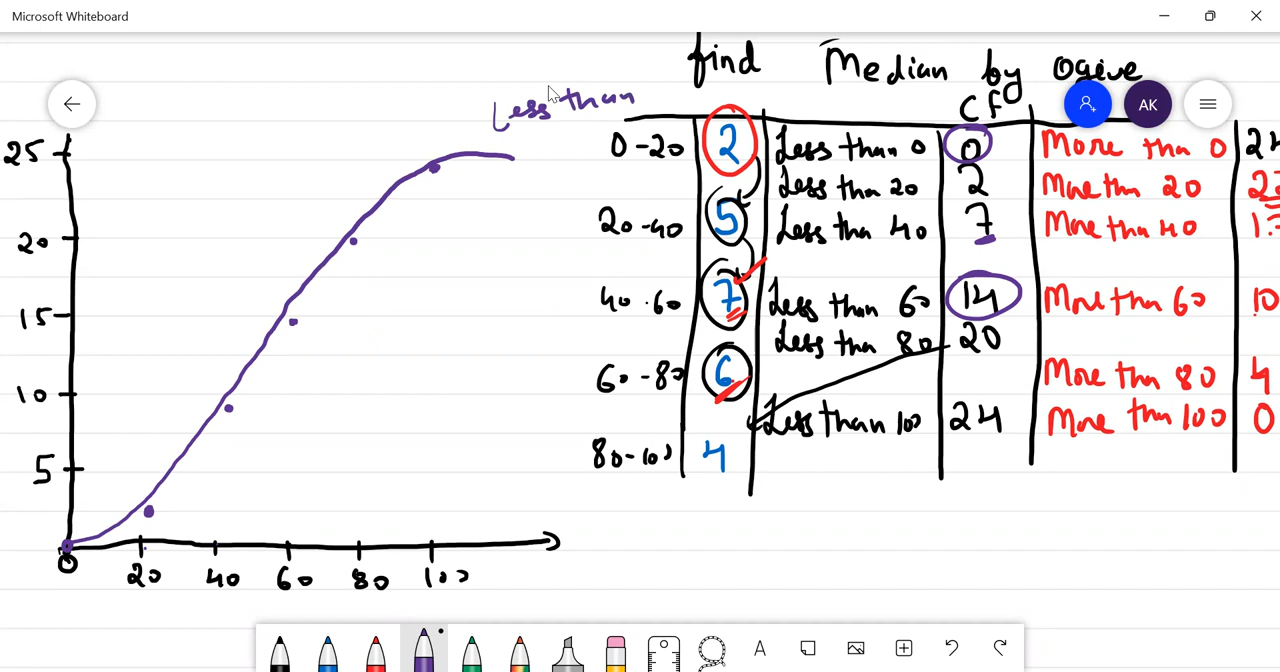 Microsoft Whiteboard
find Median by Ogive
AK
Less than
25
20
15
10
5
0
20 40 60 80 100
CF
0-20 2 Less than 0 0 More than 0
Less than 20 2 More than 20
20-40 5 Less than 40 7 More than 40
40-60 7 Less than 60 14 More than 60 10
Less than 80 20
60-80 6 More than 80 4
Less than 100 24 More than 100 0
80-100 4
A